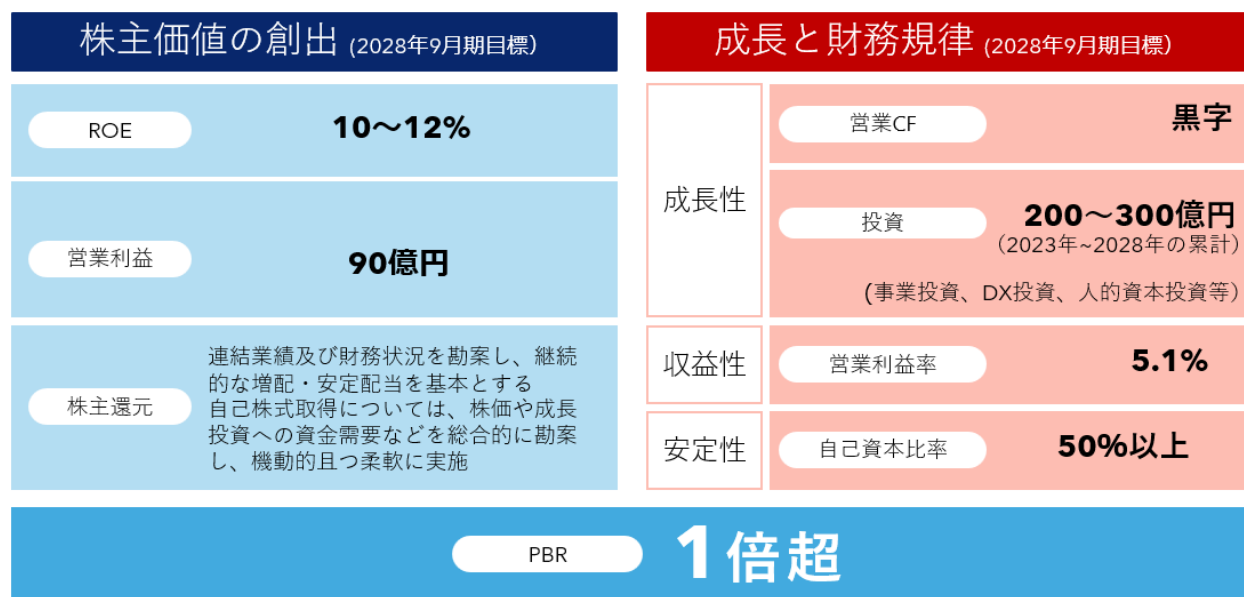 株主価値の創出 (2028年9月期目標)
ROE
10～12%
営業利益
90億円
株主還元
連結業績及び財務状況を勘案し、継続
的な増配・安定配当を基本とする
自己株式取得については、株価や成長
投資への資金需要などを総合的に勘案
し、機動的且つ柔軟に実施
成長と財務規律 (2028年9月期目標)
成長性
営業CF
黒字
投資
200～300億円
（2023年~2028年の累計）
(事業投資、DX投資、人的資本投資等）
収益性
営業利益率
5.1%
安定性
自己資本比率
50%以上
PBR
1倍超